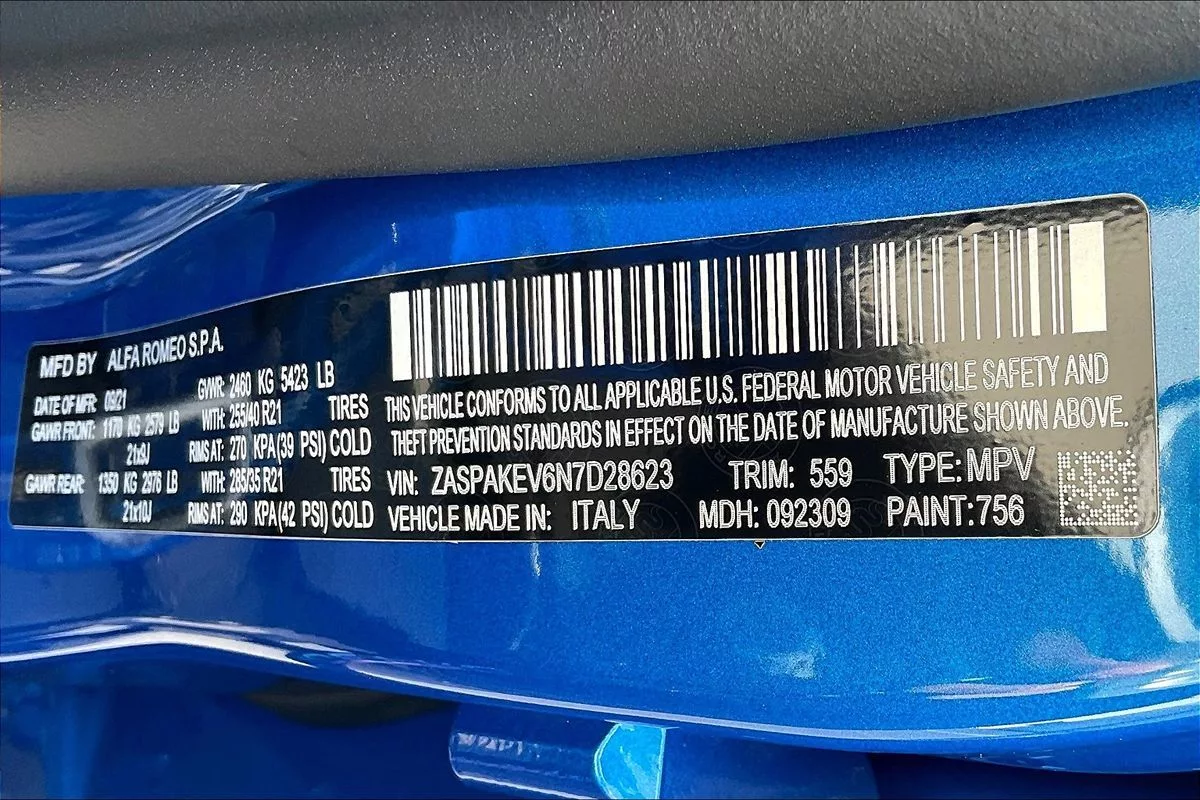 MFD BY ALFA ROMEO S.P.A.
DATE OF MFR: 09/21 GVWR: 2460 KG 5423 LB
GAWR FRONT: 1170 KG 2579 LB WITH: 255/40 R21 TIRES
21x9J RIMS AT: 270 KPA(39 PSI) COLD
GAWR REAR: 1350 KG 2976 LB WITH: 285/35 R21 TIRES
21x10J RIMS AT: 290 KPA(42 PSI) COLD
THIS VEHICLE CONFORMS TO ALL APPLICABLE U.S. FEDERAL MOTOR VEHICLE SAFETY AND
THEFT PREVENTION STANDARDS IN EFFECT ON THE DATE OF MANUFACTURE SHOWN ABOVE.
VIN: ZASPAKEV6N7D28623 TRIM: 559 TYPE: MPV
VEHICLE MADE IN: ITALY MDH: 092309 PAINT: 756